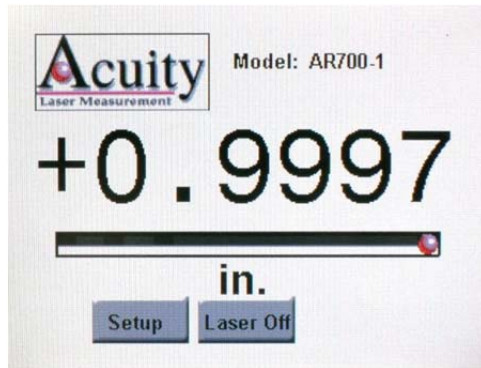 Acuity
Laser Measurement
Model: AR700-1
+0.9997
in.
Setup Laser Off